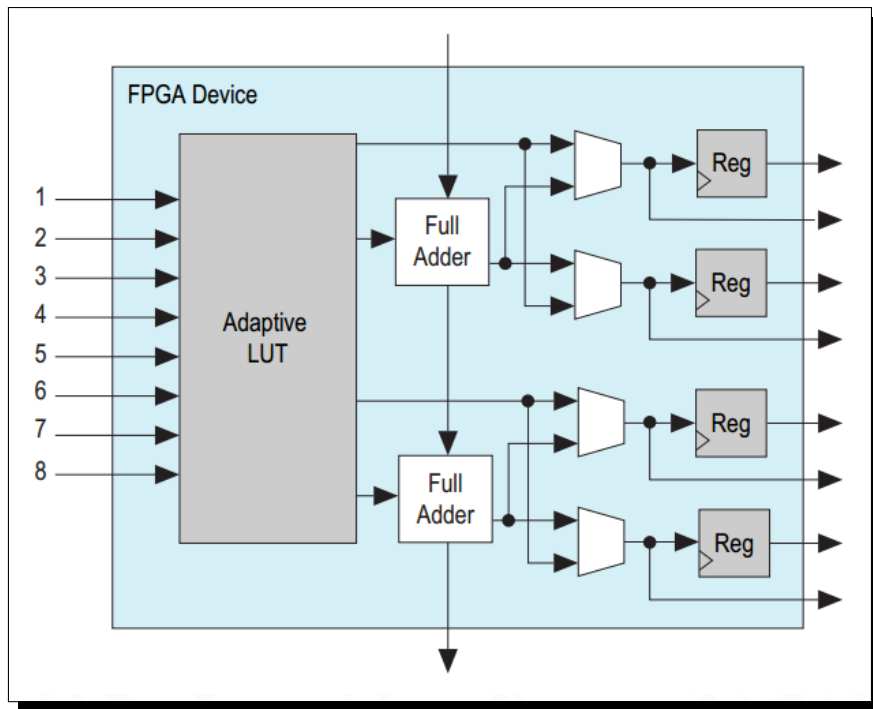 FPGA Device
1
2
3
4
5
6
7
8
Adaptive
LUT
Full
Adder
Full
Adder
Reg
Reg
Reg
Reg